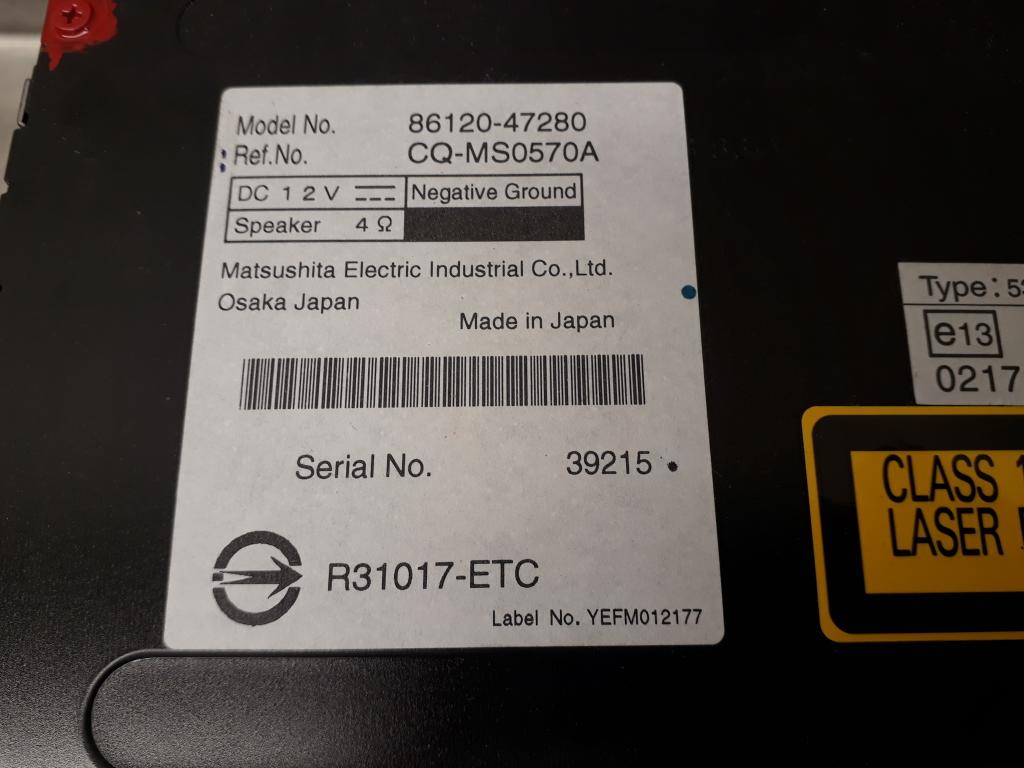 Model No. 86120-47280
Ref.No. CQ-MS0570A
DC 12V Negative Ground
Speaker 4 Ω
Matsushita Electric Industrial Co.,Ltd.
Osaka Japan
Made in Japan
Serial No. 39215
R31017-ETC
Label No. YEFM012177
Type:
e13
0217
CLASS 1
LASER